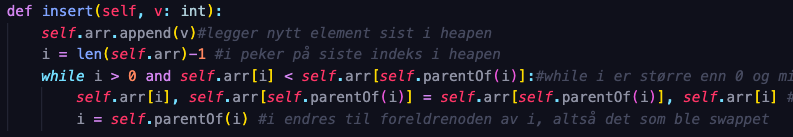 def insert(self, v: int):
self.arr.append(v)#legger nytt element sist i heapen
i = len(self.arr)-1 #i peker på siste indeks i heapen
while i > 0 and self.arr[i] < self.arr[self.parentOf(i)]:#while i er større enn 0 og mi
self.arr[i], self.arr[self.parentOf(i)] = self.arr[self.parentOf(i)], self.arr[i] #
i = self.parentOf(i) #i endres til foreldrenoden av i, altså det som ble swappet